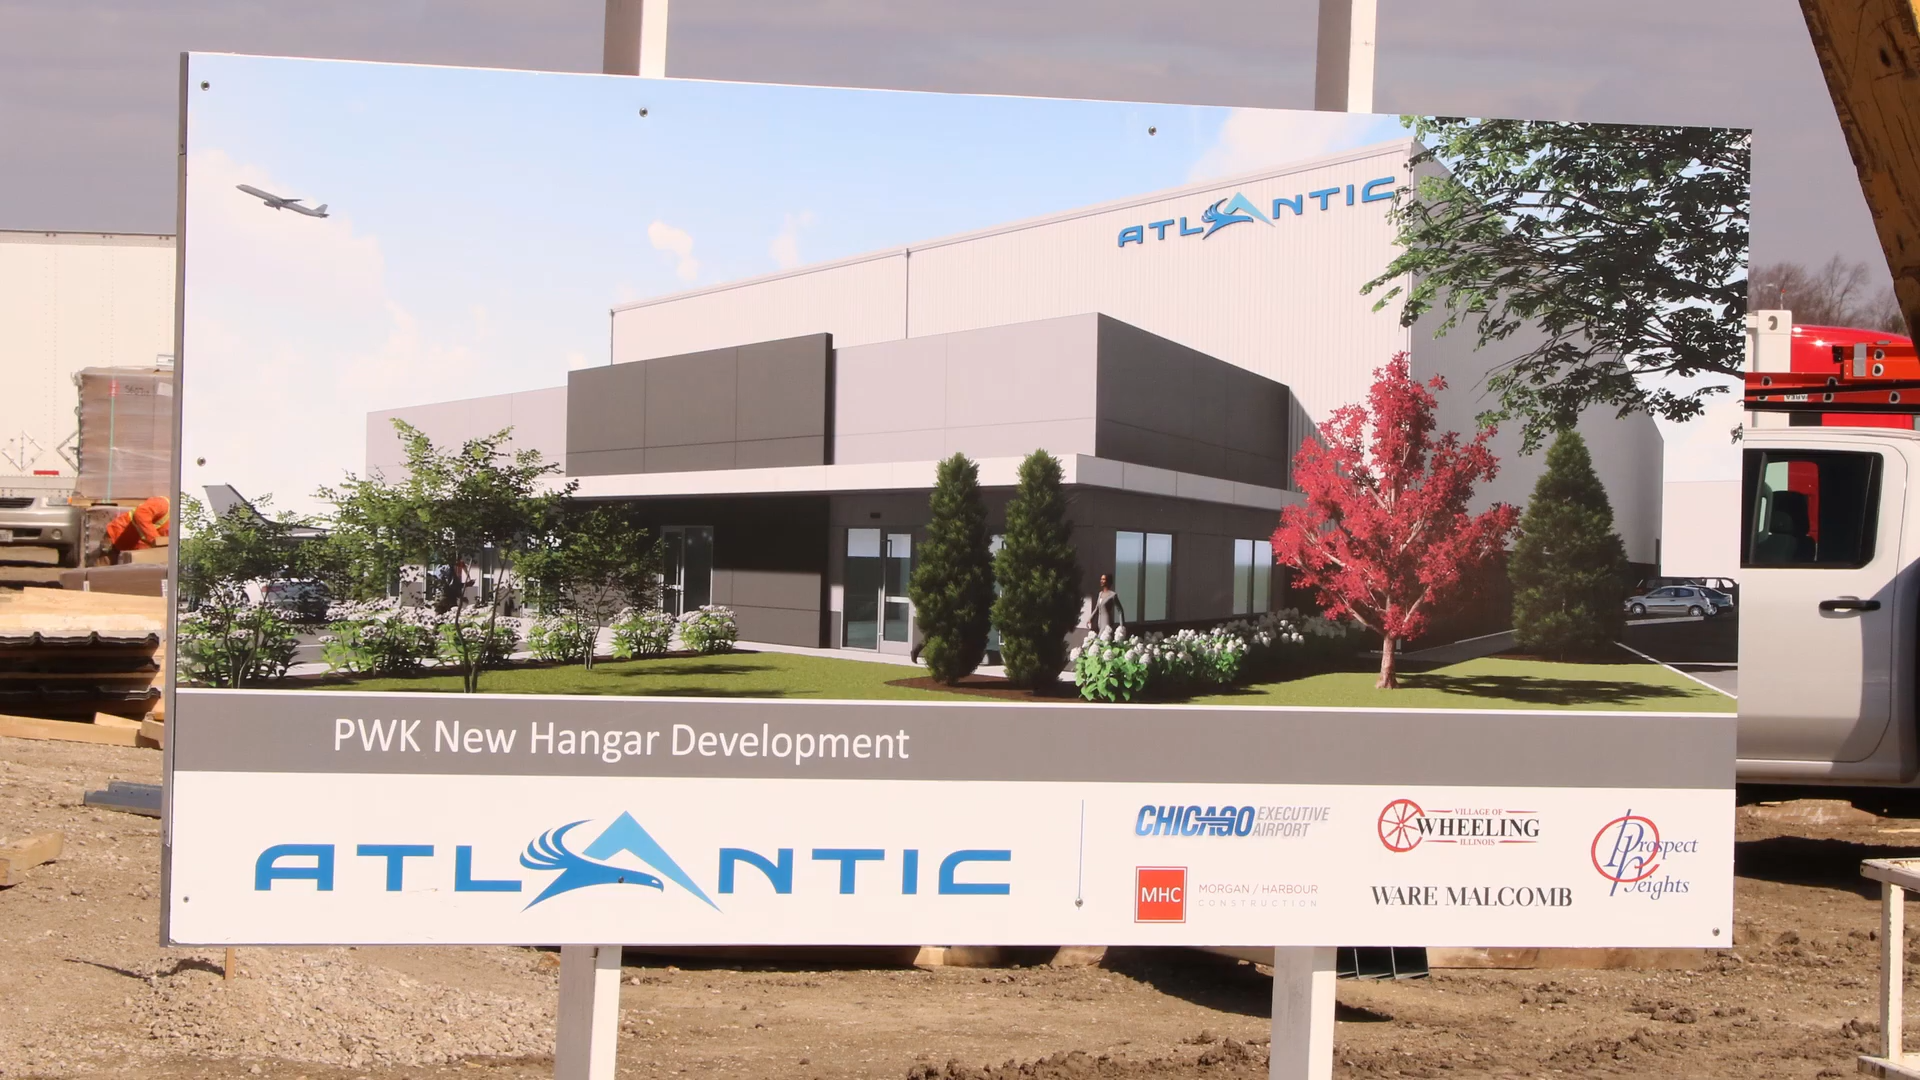 ATLANTIC
PWK New Hangar Development
ATLANTIC
CHICAGO EXECUTIVE AIRPORT
VILLAGE OF
WHEELING
ILLINOIS
Prospect
Heights
MHC
MORGAN / HARBOUR
CONSTRUCTION
WARE MALCOMB